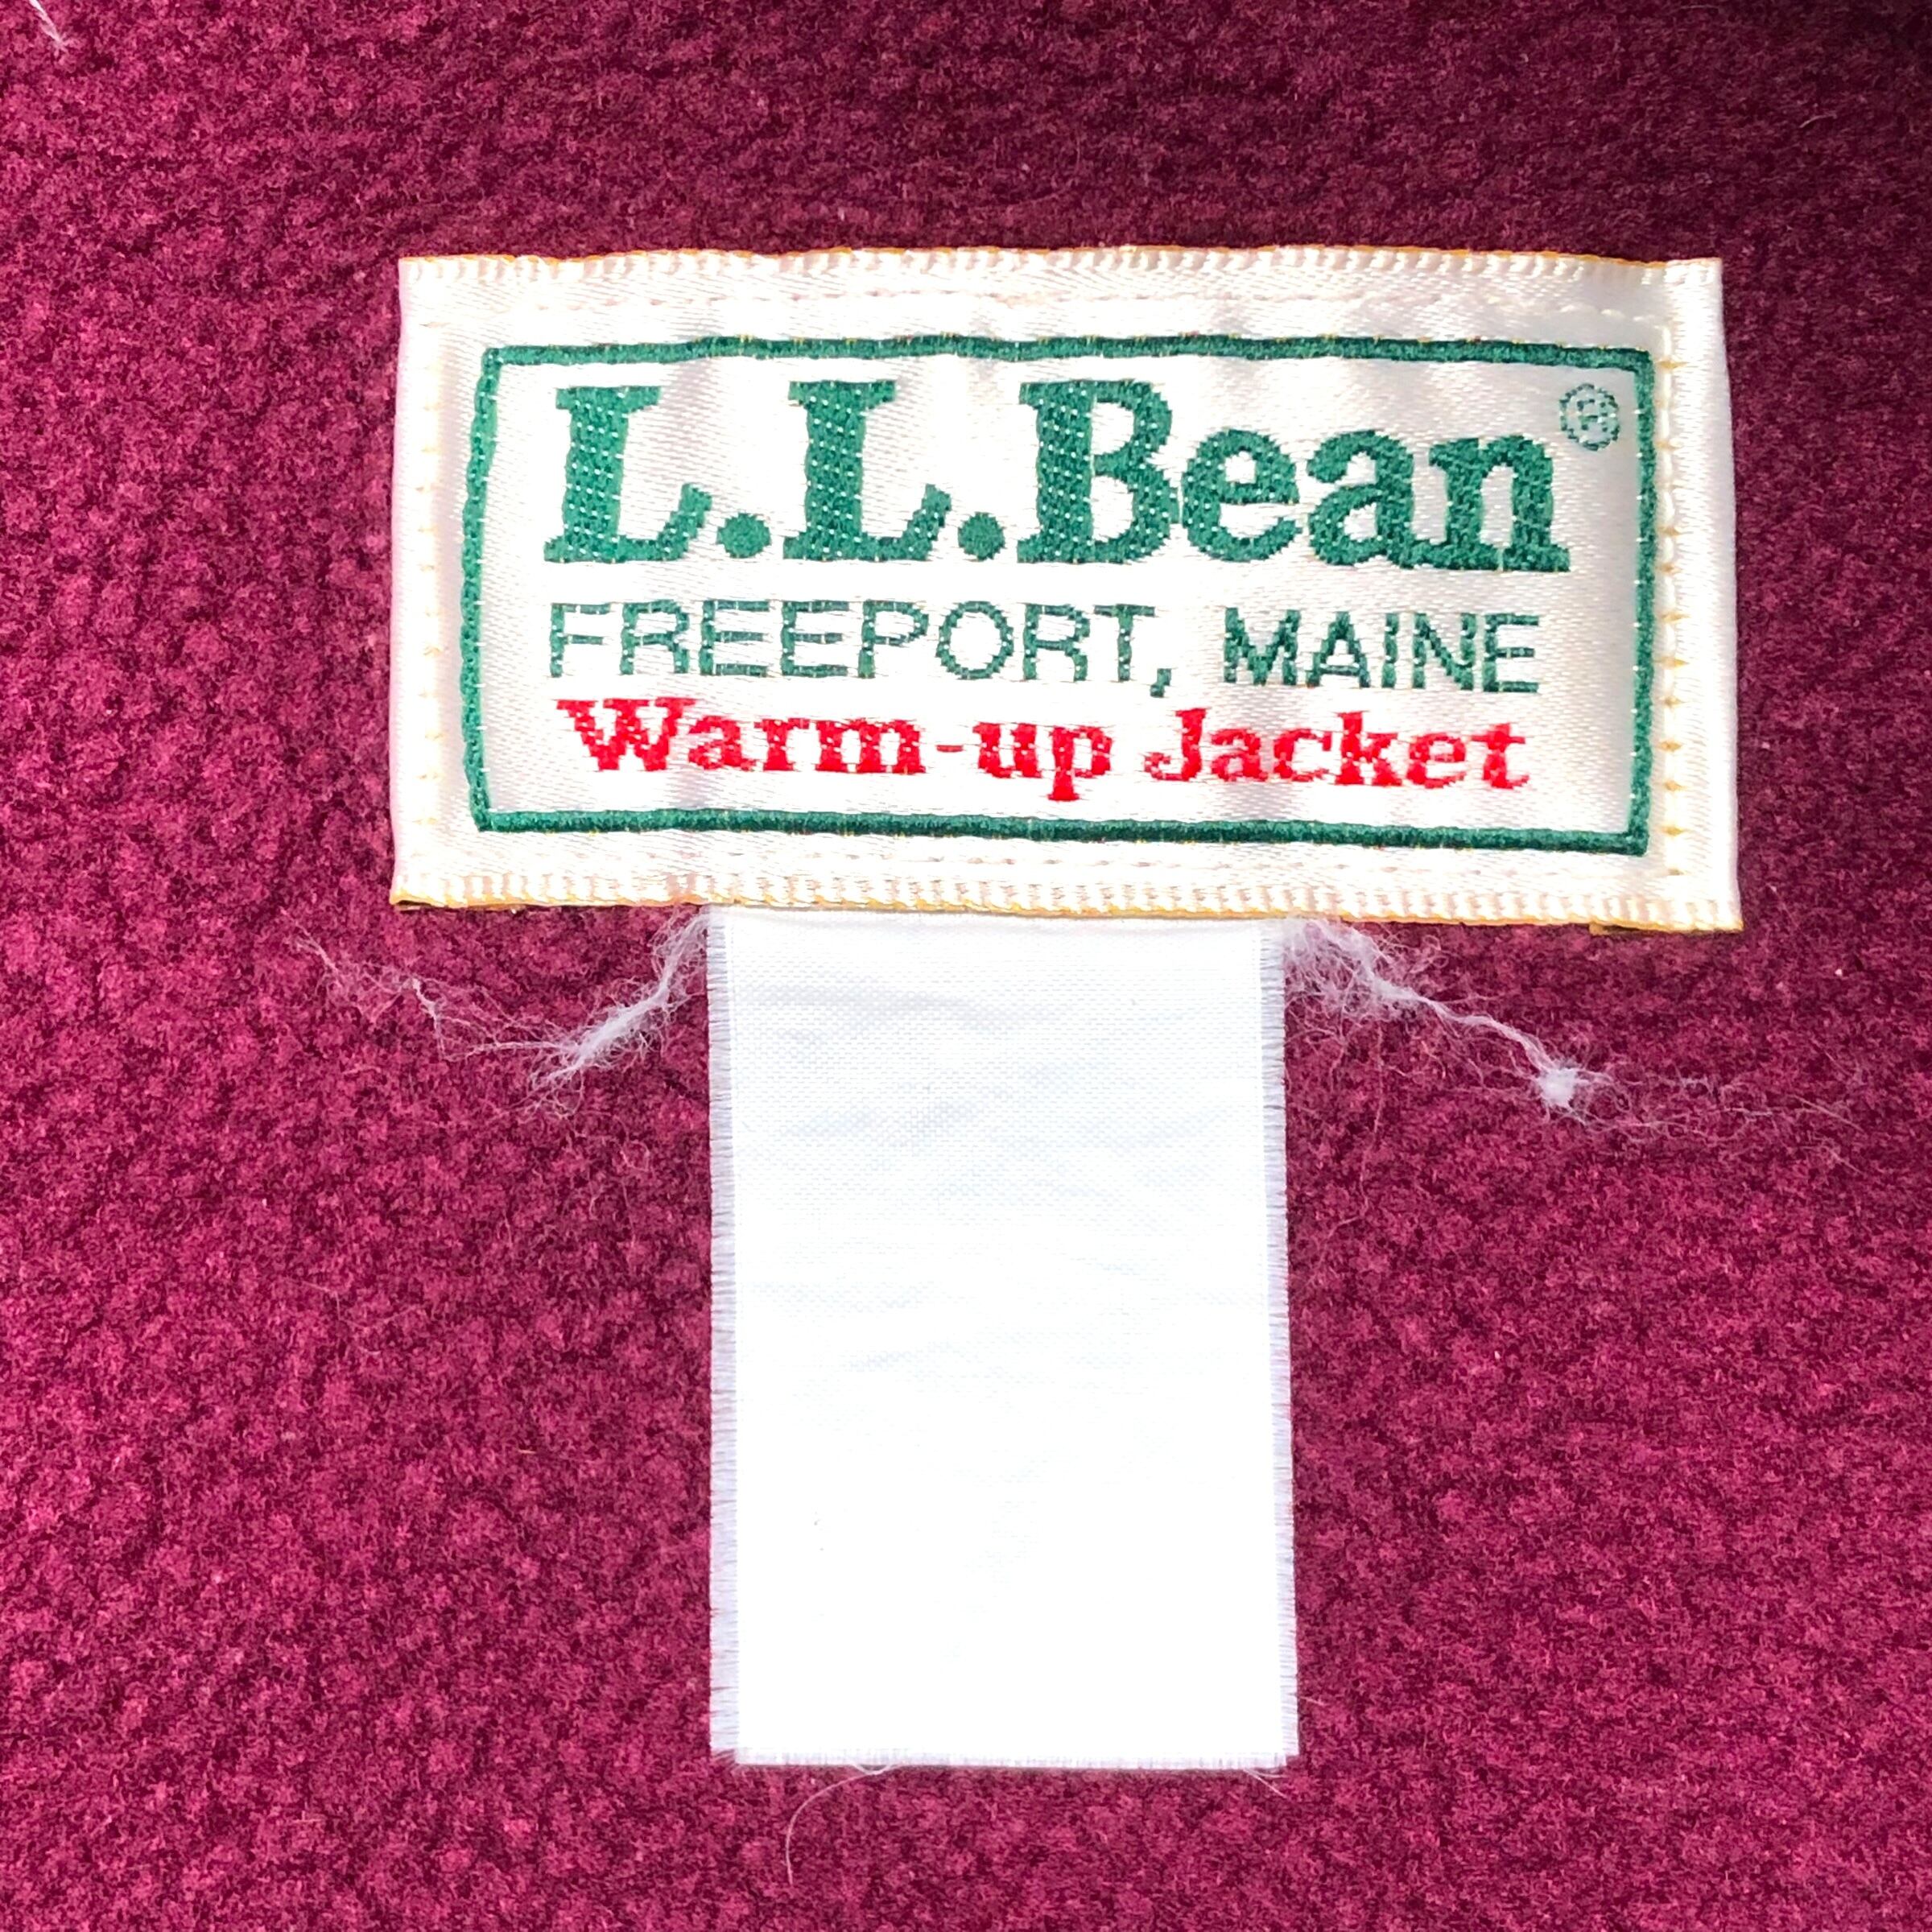 L.L.Bean®
FREEPORT, MAINE
Warm-up Jacket